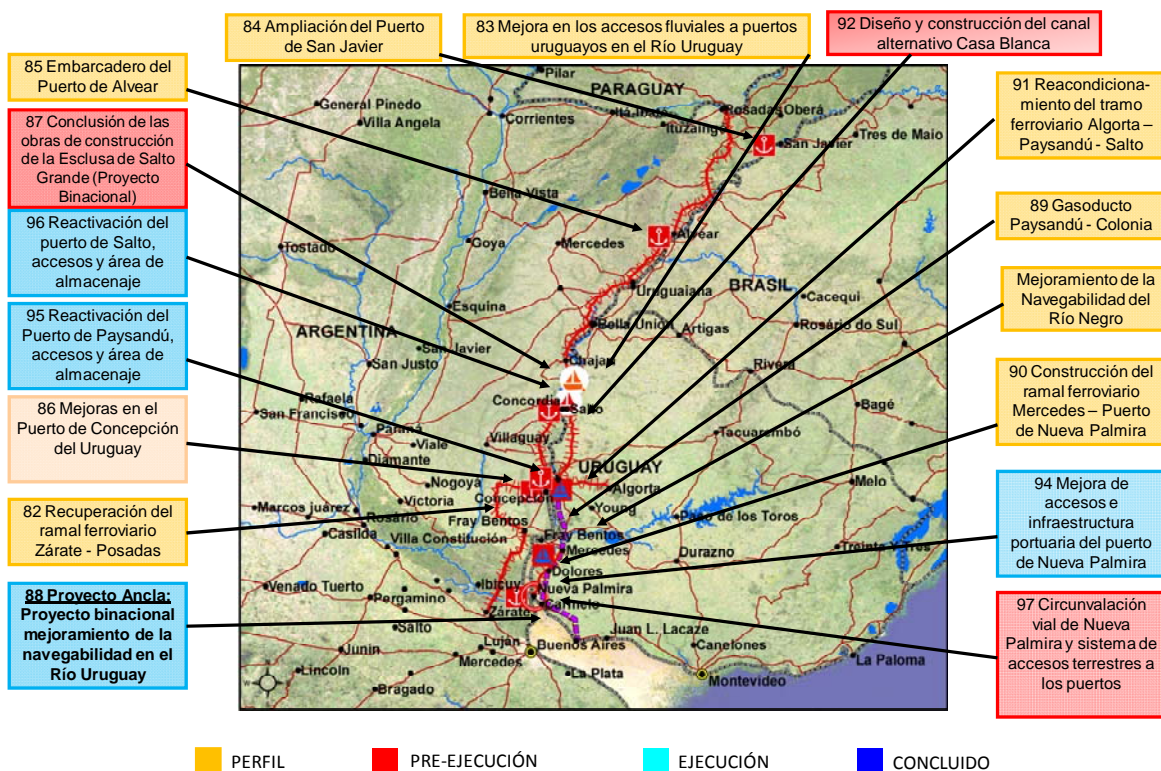 84 Ampliación del Puerto
de San Javier
83 Mejora en los accesos fluviales a puertos
uruguayos en el Río Uruguay
92 Diseño y construcción del canal
alternativo Casa Blanca
85 Embarcadero del
Puerto de Alvear
87 Conclusión de las
obras de construcción
de la Esclusa de Salto
Grande (Proyecto
Binacional)
96 Reactivación del
puerto de Salto,
accesos y área de
almacenaje
95 Reactivación del
Puerto de Paysandú,
accesos y área de
almacenaje
86 Mejoras en el
Puerto de Concepción
del Uruguay
82 Recuperación del
ramal ferroviario
Zárate - Posadas
88 Proyecto Ancla:
Proyecto binacional
mejoramiento de la
navegabilidad en el
Río Uruguay
91 Reacondiciona-
miento del tramo
ferroviario Algorta –
Paysandú - Salto
89 Gasoducto
Paysandú - Colonia
Mejoramiento de la
Navegabilidad del
Río Negro
90 Construcción del
ramal ferroviario
Mercedes – Puerto
de Nueva Palmira
94 Mejora de
accesos e
infraestructura
portuaria del puerto
de Nueva Palmira
97 Circunvalación
vial de Nueva
Palmira y sistema de
accesos terrestres a
los puertos
Pilar
PARAGUAY
General Pinedo
Villa Angela
Corrientes
Itá-Ibaté
Ituzaingó
Posadas
Oberá
San Javier
Tres de Maio
Bella Vista
Alvear
Tostado
Goya
Mercedes
Uruguaiana
BRASIL
Cacequi
Esquina
Bella Unión
Artigas
Rosário do Sul
ARGENTINA
San Javier
San Justo
Chajarí
Rivera
Rafaela
San Francisco
Concordia
Salto
Bagé
Paraná
Viale
Villaguay
Tacuarembó
Diamante
URUGUAY
Nogoyá
Concepción
Algorta
Melo
Marcos juárez
Victoria
Young
Rosario
Paso de los Toros
Casilda
Villa Constitución
Fray Bentos
Fray Bentos
Mercedes
Durazno
Treinta y Tres
Dolores
Venado Tuerto
Pergamino
Ibicuy
Nueva Palmira
Zárate
Carmelo
Salto
Juan L. Lacaze
Junín
Luján
Buenos Aires
Canelones
La Paloma
Mercedes
Lincoln
La Plata
Montevideo
Bragado
PERFIL
PRE-EJECUCIÓN
EJECUCIÓN
CONCLUIDO